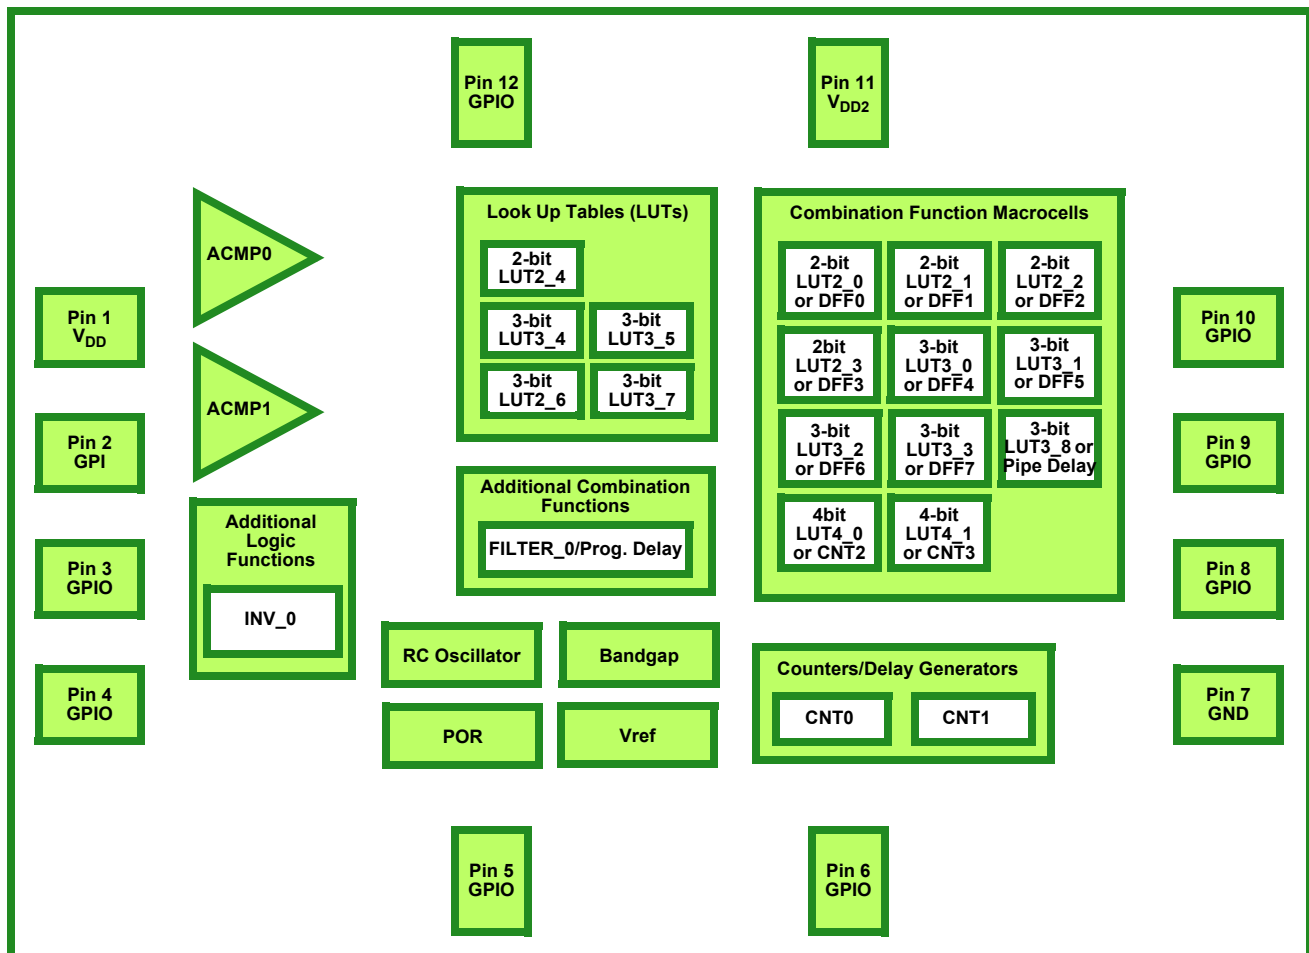 Pin 12
GPIO
Pin 11
VDD2
ACMP0
ACMP1
Pin 1
VDD
Pin 2
GPI
Pin 3
GPIO
Pin 4
GPIO
Additional
Logic
Functions
INV_0
Look Up Tables (LUTs)
2-bit
LUT2_4
3-bit
LUT3_4
3-bit
LUT3_5
3-bit
LUT2_6
3-bit
LUT3_7
Additional Combination
Functions
FILTER_0/Prog. Delay
RC Oscillator
Bandgap
POR
Vref
Combination Function Macrocells
2-bit
LUT2_0
or DFF0
2-bit
LUT2_1
or DFF1
2-bit
LUT2_2
or DFF2
2bit
LUT2_3
or DFF3
3-bit
LUT3_0
or DFF4
3-bit
LUT3_1
or DFF5
3-bit
LUT3_2
or DFF6
3-bit
LUT3_3
or DFF7
3-bit
LUT3_8 or
Pipe Delay
4bit
LUT4_0
or CNT2
4-bit
LUT4_1
or CNT3
Counters/Delay Generators
CNT0
CNT1
Pin 10
GPIO
Pin 9
GPIO
Pin 8
GPIO
Pin 7
GND
Pin 5
GPIO
Pin 6
GPIO